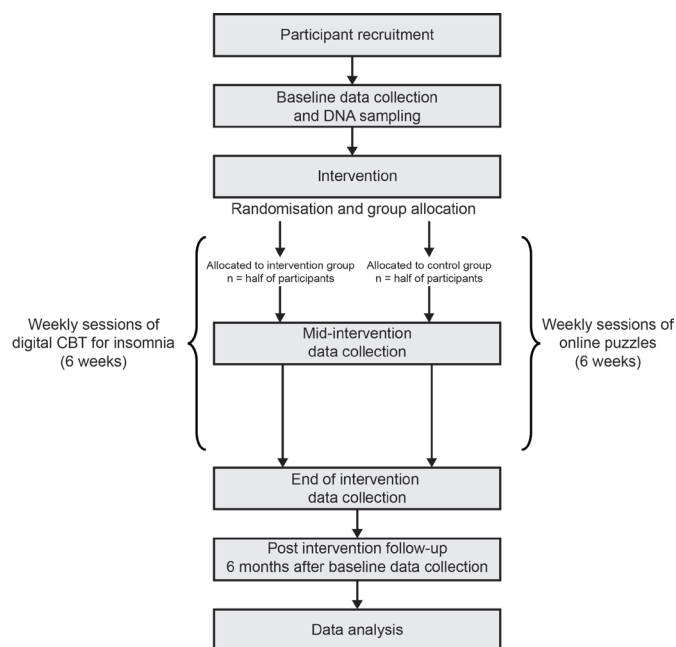 Participant recruitment
Baseline data collection
and DNA sampling
Intervention
Randomisation and group allocation
Allocated to intervention group
n = half of participants
Allocated to control group
n = half of participants
Weekly sessions of
digital CBT for insomnia
(6 weeks)
Mid-intervention
data collection
Weekly sessions of
online puzzles
(6 weeks)
End of intervention
data collection
Post intervention follow-up
6 months after baseline data collection
Data analysis